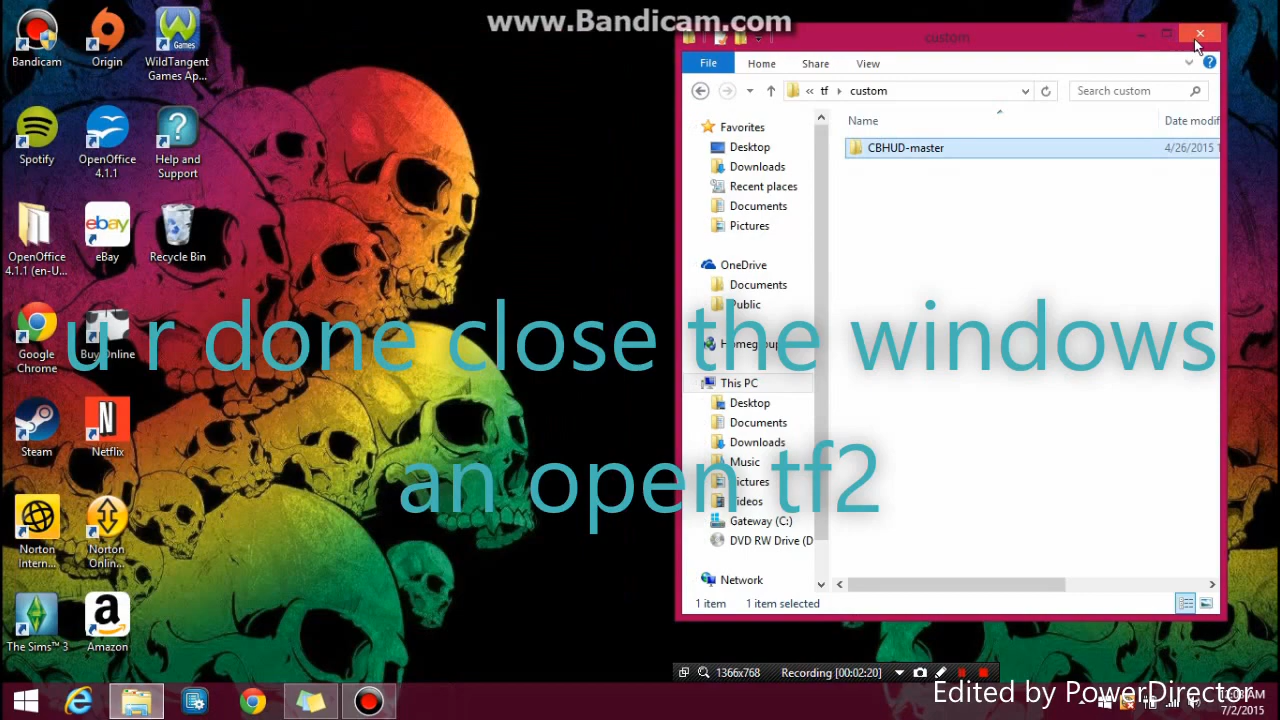 www.Bandicam.com
Bandicam
Origin
WildTangent
Games Ap...
Spotify
OpenOffice
4.1.1
Help and
Support
OpenOffice
4.1.1 (en-U...
eBay
Recycle Bin
Google
Chrome
Buy Online
Steam
Netflix
Norton
Intern...
Norton
Onlin...
The Sims™ 3
Amazon
custom
File
Home
Share
View
« tf
custom
Search custom
Name
Date modif
CBHUD-master
4/26/2015 1
Favorites
Desktop
Downloads
Recent places
Documents
Pictures
OneDrive
Documents
Public
Homegroup
This PC
Desktop
Documents
Downloads
Music
Pictures
Videos
Gateway (C:)
DVD RW Drive (D
Network
1 item
1 item selected
u r done close the windows
an open tf2
1366x768
Recording [00:02:20]
Edited by PowerDirector
7/2/2015